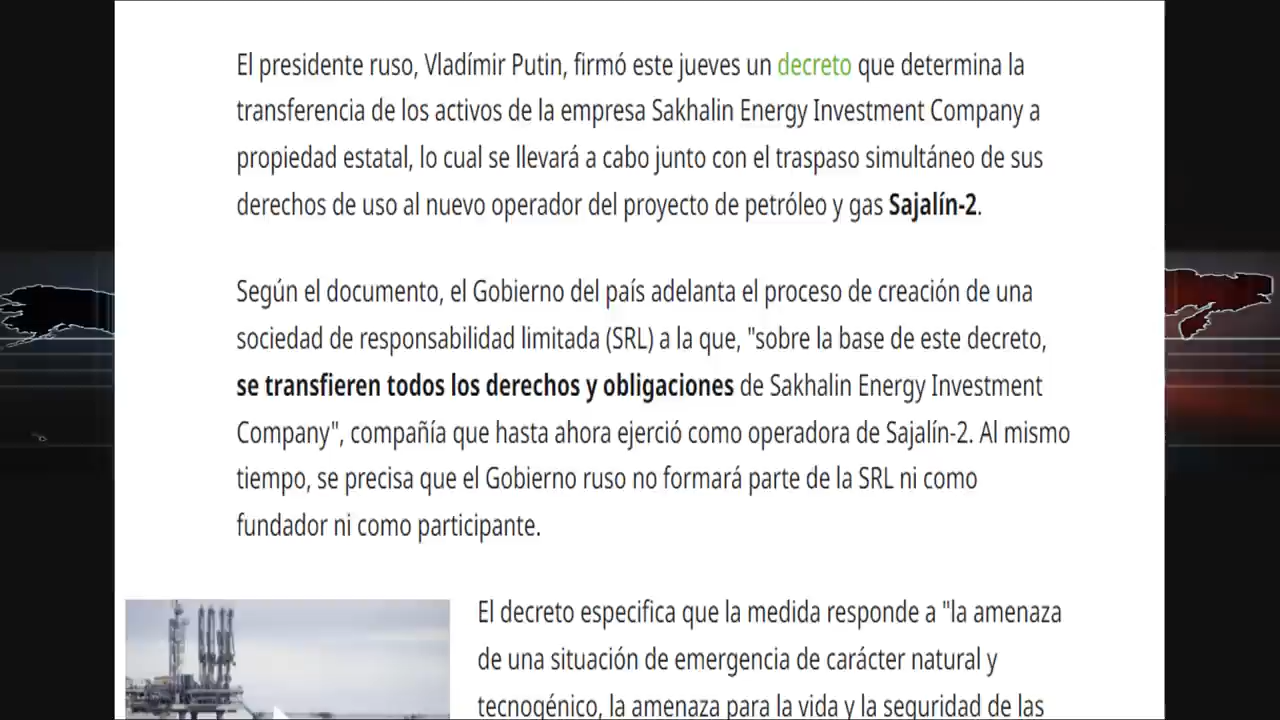 El presidente ruso, Vladímir Putin, firmó este jueves un decreto que determina la
transferencia de los activos de la empresa Sakhalin Energy Investment Company a
propiedad estatal, lo cual se llevará a cabo junto con el traspaso simultáneo de sus
derechos de uso al nuevo operador del proyecto de petróleo y gas Sajalín-2.
Según el documento, el Gobierno del país adelanta el proceso de creación de una
sociedad de responsabilidad limitada (SRL) a la que, "sobre la base de este decreto,
se transfieren todos los derechos y obligaciones de Sakhalin Energy Investment
Company", compañía que hasta ahora ejerció como operadora de Sajalín-2. Al mismo
tiempo, se precisa que el Gobierno ruso no formará parte de la SRL ni como
fundador ni como participante.
El decreto especifica que la medida responde a "la amenaza
de una situación de emergencia de carácter natural y
tecnogénico, la amenaza para la vida y la seguridad de las